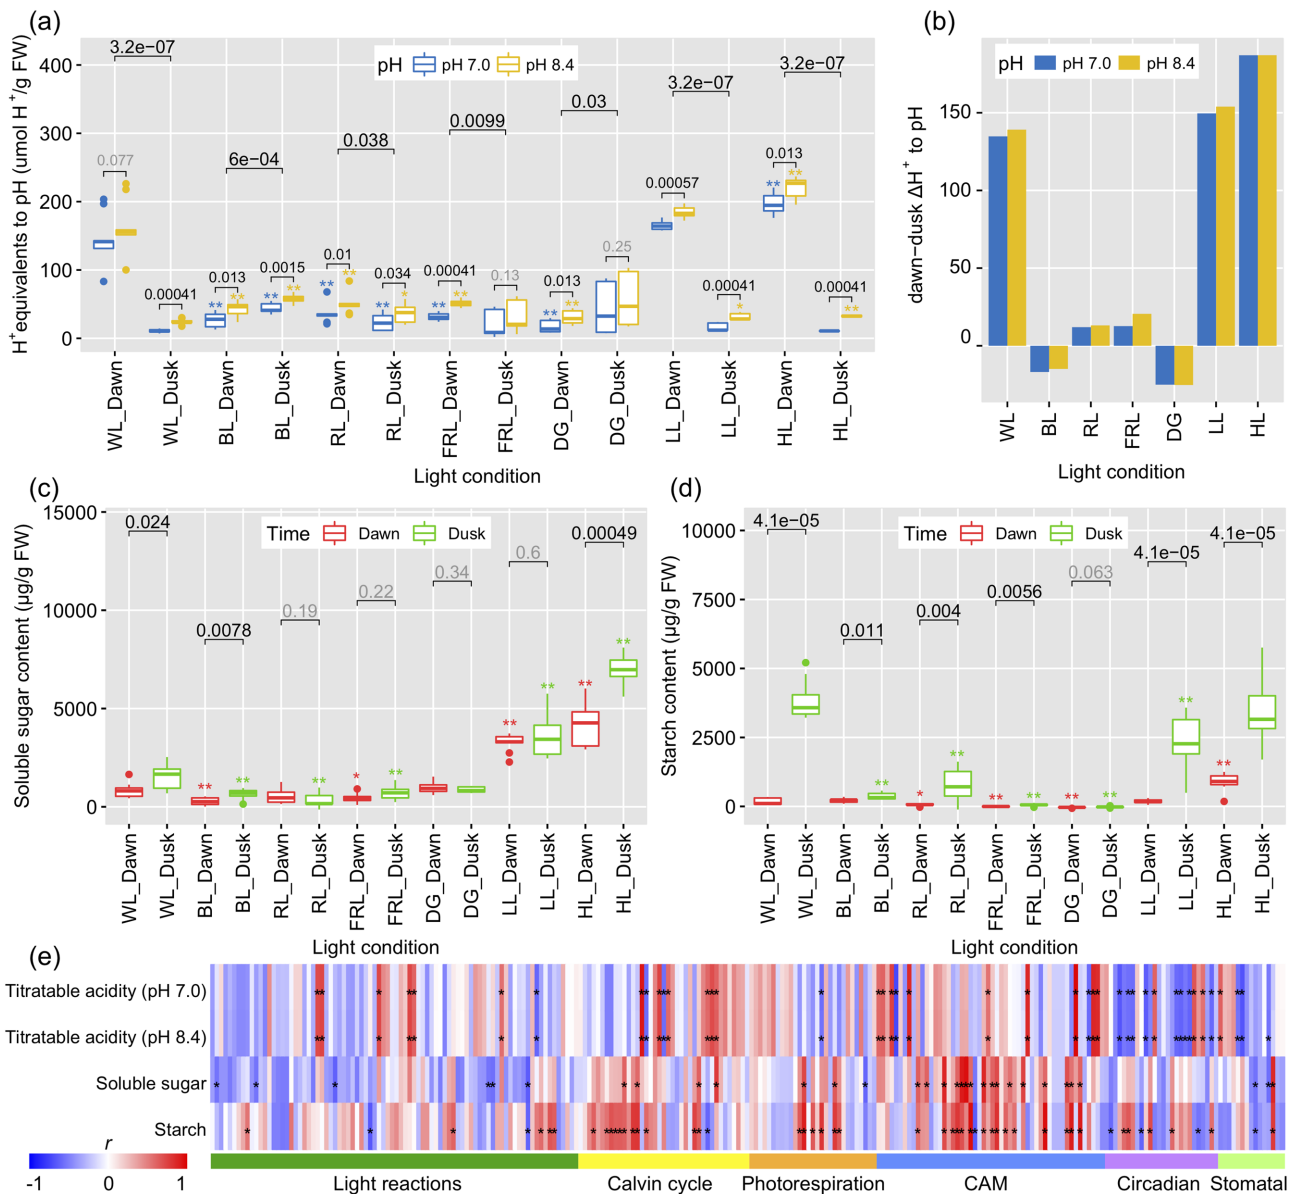 (a)
H+equivalents to pH (umol H+/g FW)
400
300
200
100
0
pH pH 7.0 pH 8.4
3.2e−07
0.077
0.00041
6e−04
0.013
0.0015
0.038
0.01
0.034
0.0099
0.00041
0.13
0.03
0.013
0.25
3.2e−07
0.00057
0.00041
3.2e−07
0.013
0.00041
WL_Dawn
WL_Dusk
BL_Dawn
BL_Dusk
RL_Dawn
RL_Dusk
FRL_Dawn
FRL_Dusk
DG_Dawn
DG_Dusk
LL_Dawn
LL_Dusk
HL_Dawn
HL_Dusk
Light condition
(b)
dawn−dusk ΔH+ to pH
150
100
50
0
pH pH 7.0 pH 8.4
WL
BL
RL
FRL
DG
LL
HL
Light condition
(c)
Soluble sugar content (µg/g FW)
15000
10000
5000
0
Time Dawn Dusk
0.024
0.0078
0.19
0.22
0.34
0.6
0.00049
WL_Dawn
WL_Dusk
BL_Dawn
BL_Dusk
RL_Dawn
RL_Dusk
FRL_Dawn
FRL_Dusk
DG_Dawn
DG_Dusk
LL_Dawn
LL_Dusk
HL_Dawn
HL_Dusk
Light condition
(d)
Starch content (µg/g FW)
10000
7500
5000
2500
0
Time Dawn Dusk
4.1e−05
0.011
0.004
0.0056
0.063
4.1e−05
4.1e−05
WL_Dawn
WL_Dusk
BL_Dawn
BL_Dusk
RL_Dawn
RL_Dusk
FRL_Dawn
FRL_Dusk
DG_Dawn
DG_Dusk
LL_Dawn
LL_Dusk
HL_Dawn
HL_Dusk
Light condition
(e)
Titratable acidity (pH 7.0)
Titratable acidity (pH 8.4)
Soluble sugar
Starch
r
-1 0 1
Light reactions
Calvin cycle
Photorespiration
CAM
Circadian
Stomatal